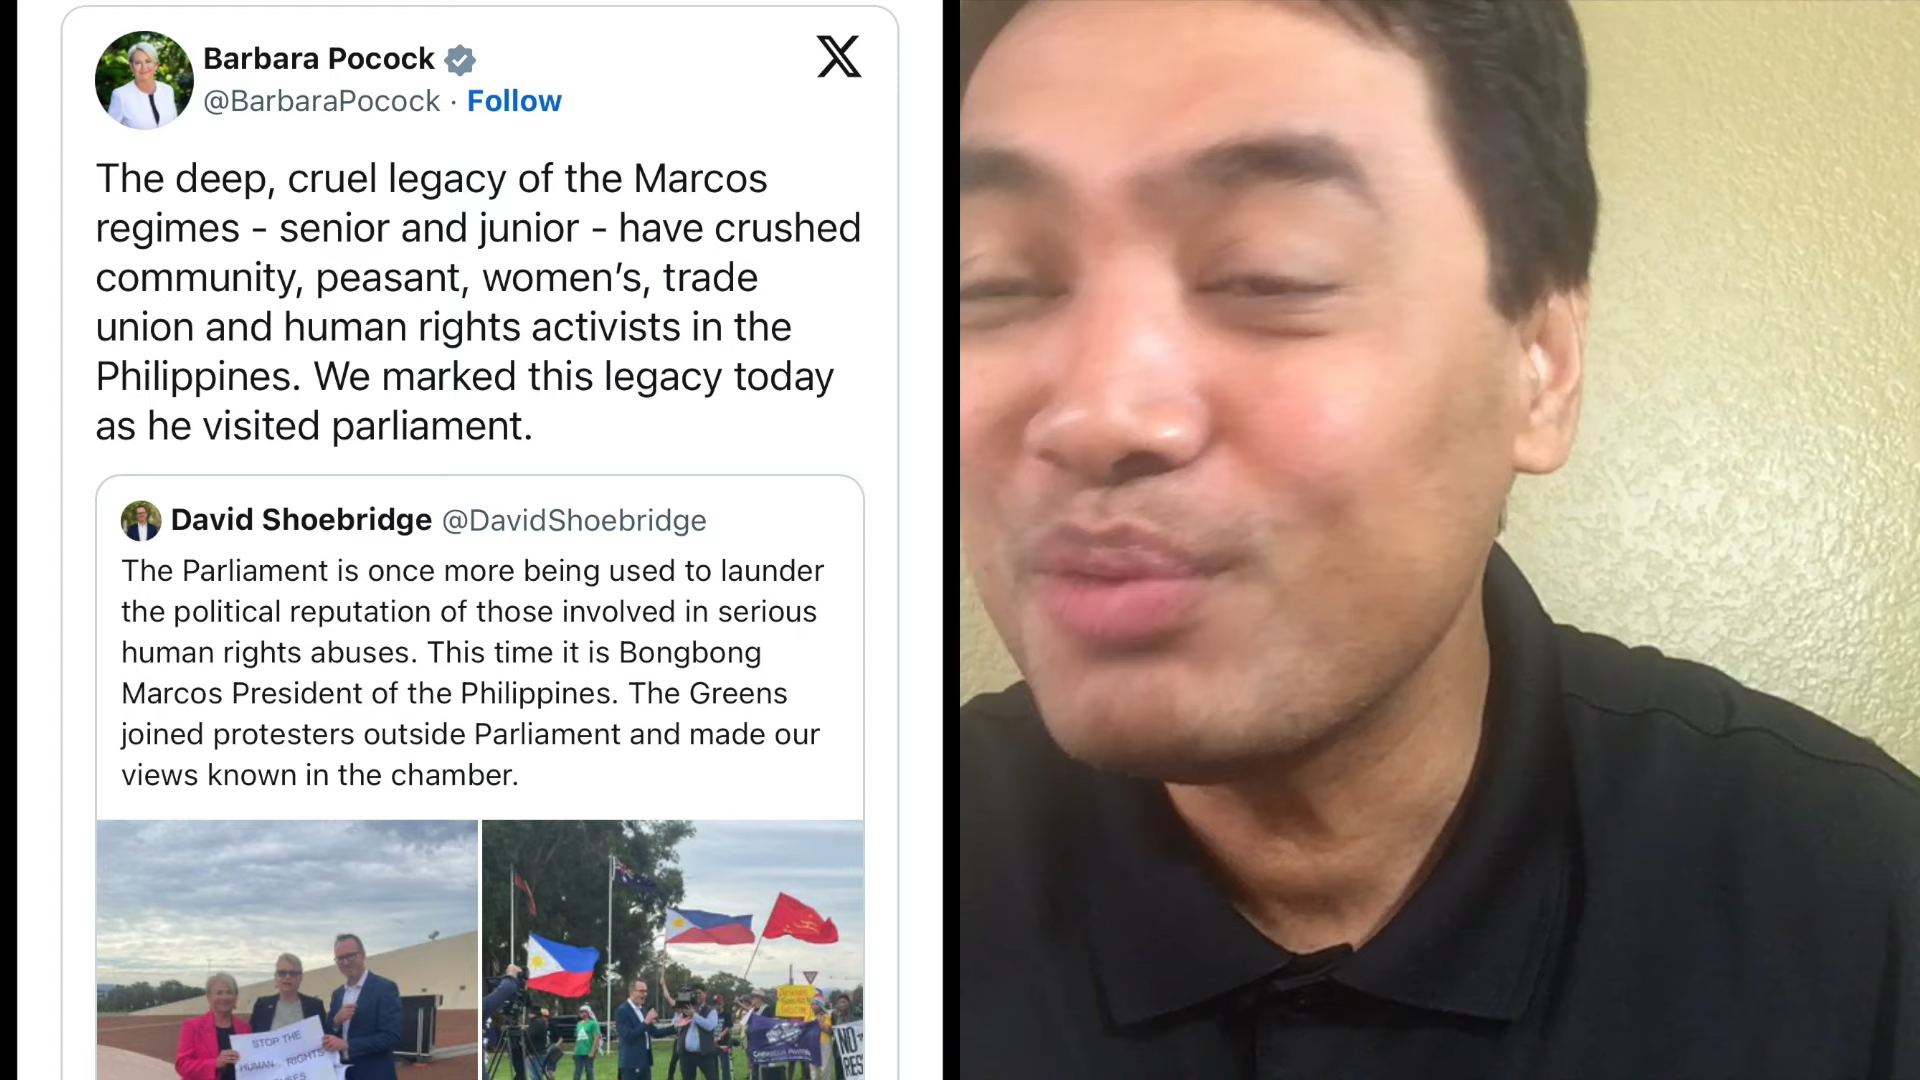 Barbara Pocock
@BarbaraPocock · Follow
The deep, cruel legacy of the Marcos
regimes - senior and junior - have crushed
community, peasant, women's, trade
union and human rights activists in the
Philippines. We marked this legacy today
as he visited parliament.
David Shoebridge @DavidShoebridge
The Parliament is once more being used to launder
the political reputation of those involved in serious
human rights abuses. This time it is Bongbong
Marcos President of the Philippines. The Greens
joined protesters outside Parliament and made our
views known in the chamber.
STOP THE
HUMAN RIGHTS
NO
RES